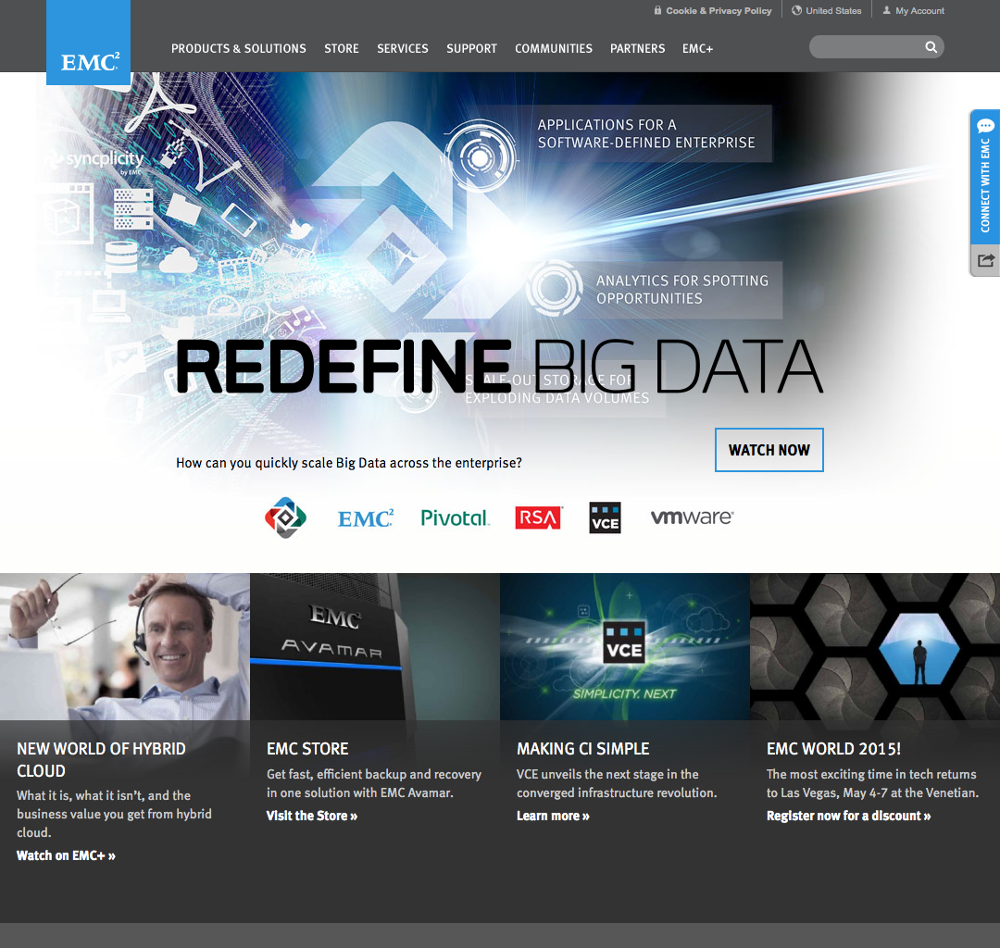 Cookie & Privacy Policy
United States
My Account
EMC²
PRODUCTS & SOLUTIONS
STORE
SERVICES
SUPPORT
COMMUNITIES
PARTNERS
EMC+
syncplicity
by EMC
APPLICATIONS FOR A
SOFTWARE-DEFINED ENTERPRISE
CONNECT WITH EMC
ANALYTICS FOR SPOTTING
OPPORTUNITIES
REDEFINE BIG DATA
SCALE-OUT STORAGE FOR
EXPLODING DATA VOLUMES
How can you quickly scale Big Data across the enterprise?
WATCH NOW
EMC²
Pivotal
RSA
VCE
vmware®
EMC²
AVAMAR
VCE
SIMPLICITY. NEXT
NEW WORLD OF HYBRID
CLOUD
What it is, what it isn't, and the
business value you get from hybrid
cloud.
Watch on EMC+ »
EMC STORE
Get fast, efficient backup and recovery
in one solution with EMC Avamar.
Visit the Store »
MAKING CI SIMPLE
VCE unveils the next stage in the
converged infrastructure revolution.
Learn more »
EMC WORLD 2015!
The most exciting time in tech returns
to Las Vegas, May 4-7 at the Venetian.
Register now for a discount »